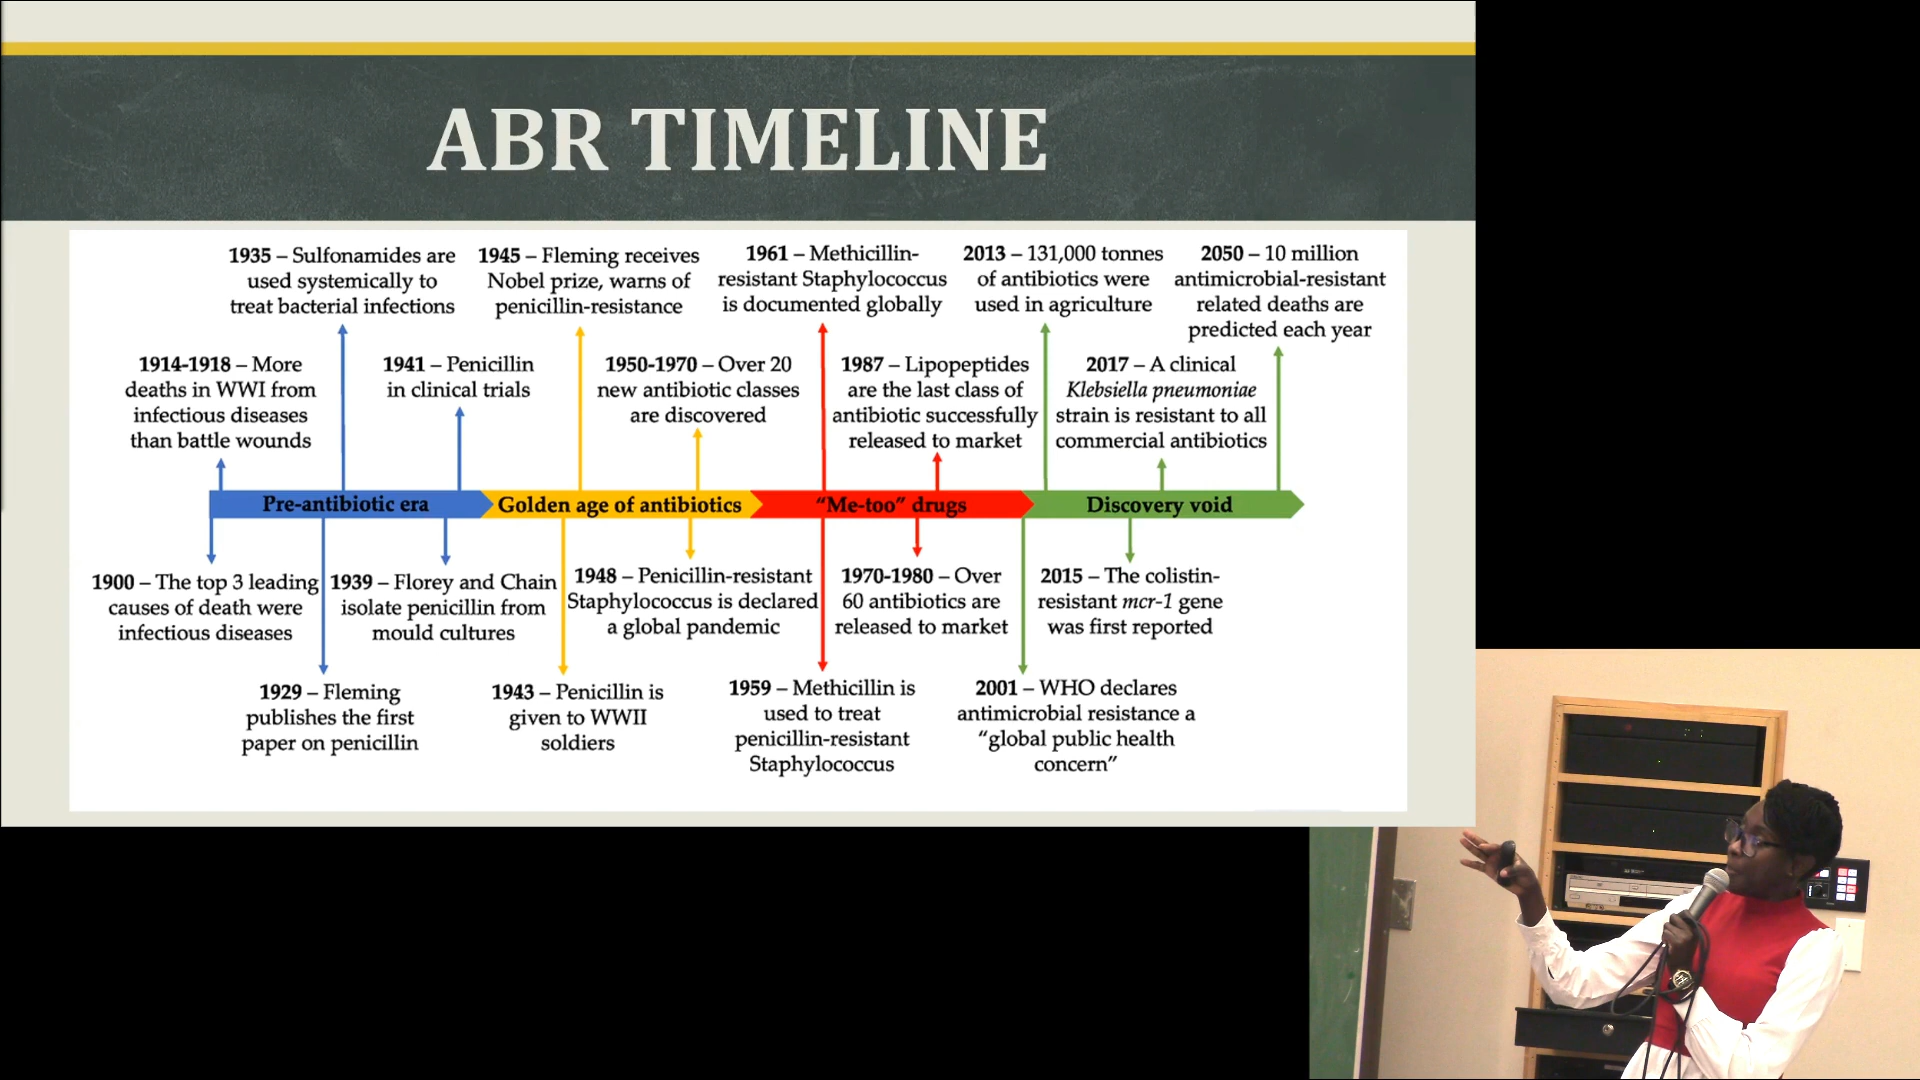 ABR TIMELINE
1935 – Sulfonamides are
used systemically to
treat bacterial infections
1945 – Fleming receives
Nobel prize, warns of
penicillin-resistance
1961 – Methicillin-
resistant Staphylococcus
is documented globally
2013 – 131,000 tonnes
of antibiotics were
used in agriculture
2050 – 10 million
antimicrobial-resistant
related deaths are
predicted each year
1914-1918 – More
deaths in WWI from
infectious diseases
than battle wounds
1941 – Penicillin
in clinical trials
1950-1970 – Over 20
new antibiotic classes
are discovered
1987 – Lipopeptides
are the last class of
antibiotic successfully
released to market
2017 – A clinical
Klebsiella pneumoniae
strain is resistant to all
commercial antibiotics
Pre-antibiotic era
Golden age of antibiotics
“Me-too” drugs
Discovery void
1900 – The top 3 leading
causes of death were
infectious diseases
1939 – Florey and Chain
isolate penicillin from
mould cultures
1948 – Penicillin-resistant
Staphylococcus is declared
a global pandemic
1970-1980 – Over
60 antibiotics are
released to market
2015 – The colistin-
resistant mcr-1 gene
was first reported
1929 – Fleming
publishes the first
paper on penicillin
1943 – Penicillin is
given to WWII
soldiers
1959 – Methicillin is
used to treat
penicillin-resistant
Staphylococcus
2001 – WHO declares
antimicrobial resistance a
“global public health
concern”